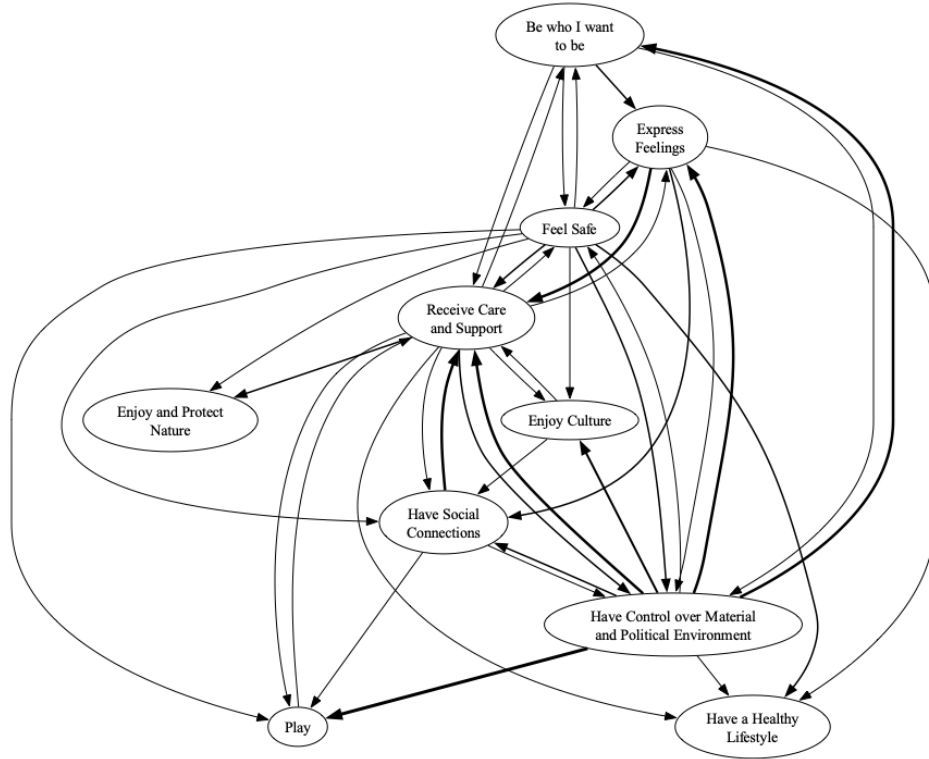 Be who I want
to be
Express
Feelings
Feel Safe
Receive Care
and Support
Enjoy and Protect
Nature
Enjoy Culture
Have Social
Connections
Have Control over Material
and Political Environment
Play
Have a Healthy
Lifestyle